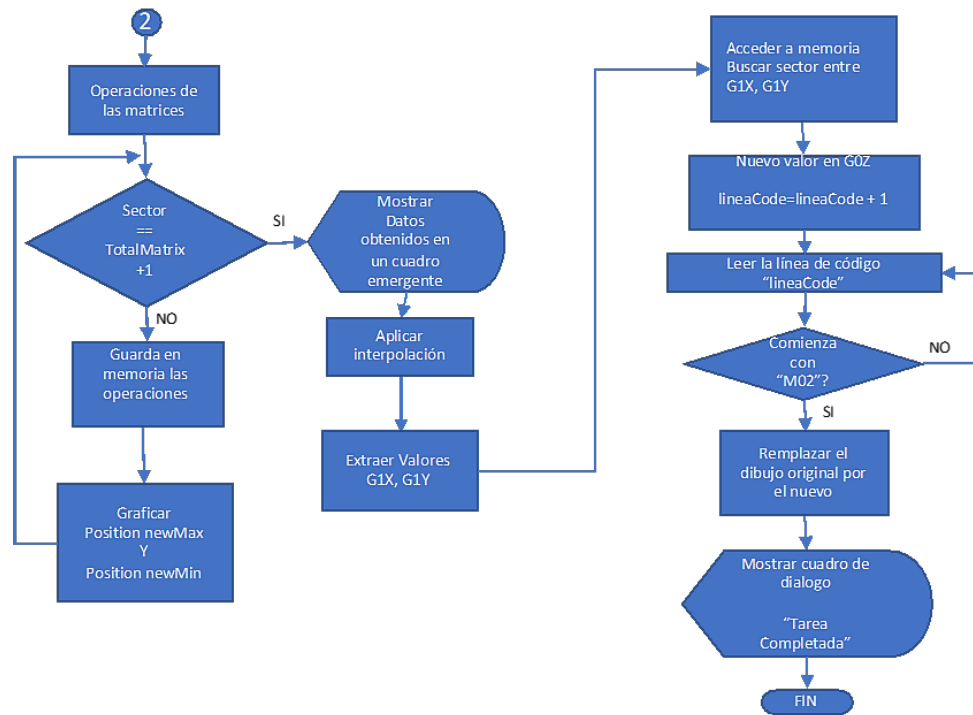 2
Operaciones de
las matrices
Sector
==
TotalMatrix
+1
SI
NO
Guarda en
memoria las
operaciones
Graficar
Position newMax
Y
Position newMin
Mostrar
Datos
obtenidos en
un cuadro
emergente
Aplicar
interpolación
Extraer Valores
G1X, G1Y
Acceder a memoria
Buscar sector entre
G1X, G1Y
Nuevo valor en G0Z
lineaCode=lineaCode + 1
Leer la línea de código
“lineaCode”
Comienza
con
“M02”?
NO
SI
Remplazar el
dibujo original por
el nuevo
Mostrar cuadro de
dialogo
“Tarea
Completada”
FIN